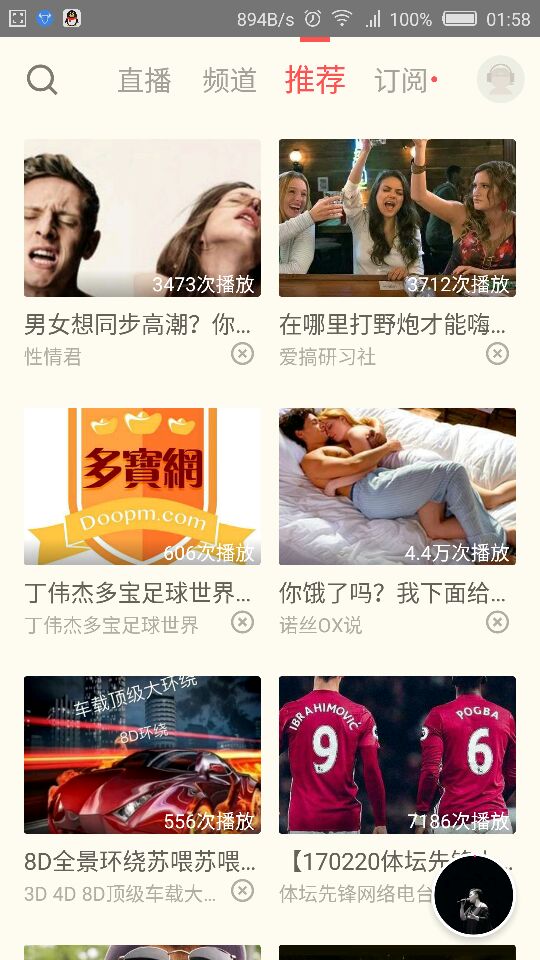 894B/s 100% 01:58
直播 频道 推荐 订阅
3473次播放 3712次播放
男女想同步高潮？你... 在哪里打野炮才能嗨...
性情君 爱搞研习社
多寶網
Doopm.com
606次播放 4.4万次播放
丁伟杰多宝足球世界... 你饿了吗？我下面给...
丁伟杰多宝足球世界 诺丝OX说
车载顶级大环绕 IBRAHIMOVIĆ POGBA
8D环绕 9 6
556次播放 7186次播放
8D全景环绕苏喂苏喂... 【170220体坛先锋
3D 4D 8D顶级车载大... 体坛先锋网络电台